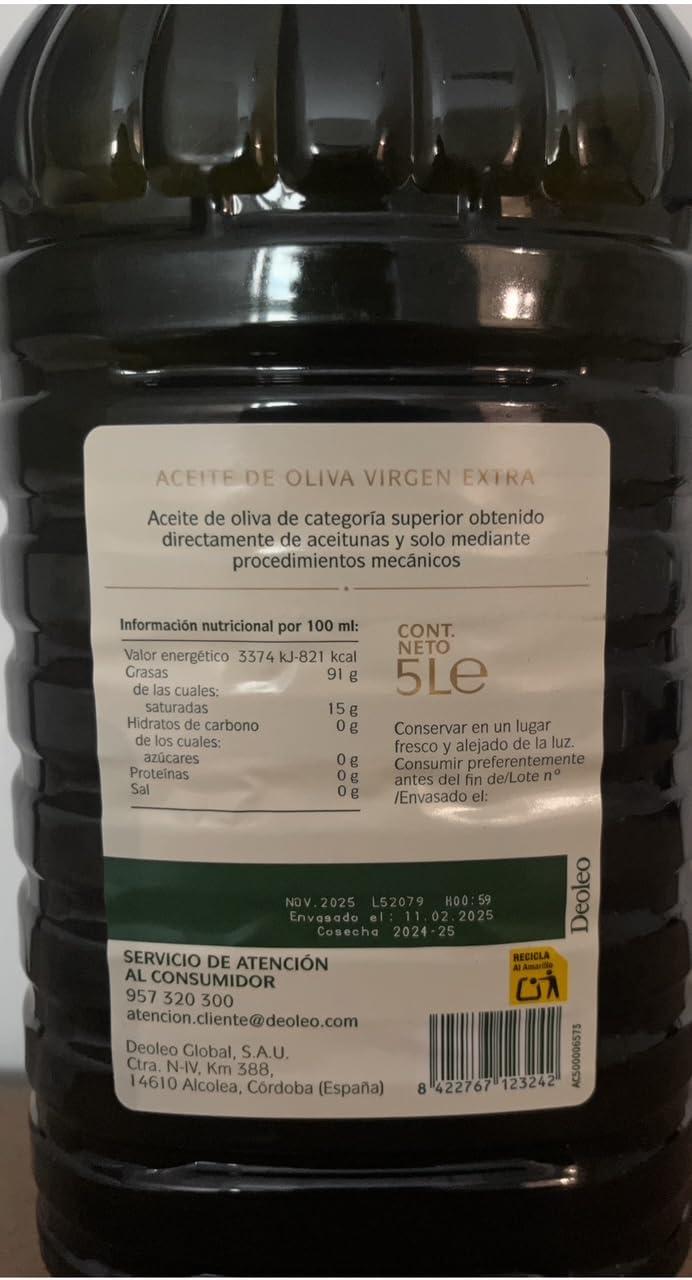 ACEITE DE OLIVA VIRGEN EXTRA
Aceite de oliva de categoría superior obtenido
directamente de aceitunas y solo mediante
procedimientos mecánicos
Información nutricional por 100 ml:
Valor energético 3374 kJ-821 kcal
Grasas 91 g
de las cuales:
saturadas 15 g
Hidratos de carbono 0 g
de los cuales:
azúcares 0 g
Proteínas 0 g
Sal 0 g
CONT.
NETO
5L℮
Conservar en un lugar
fresco y alejado de la luz.
Consumir preferentemente
antes del fin de/Lote nº
/Envasado el:
NOV.2025 L52079 H00:59
Envasado el: 11.02.2025
Cosecha 2024-25
Deoleo
SERVICIO DE ATENCIÓN
AL CONSUMIDOR
957 320 300
atencion.cliente@deoleo.com
Deoleo Global, S.A.U.
Ctra. N-IV, Km 388,
14610 Alcolea, Córdoba (España)
RECICLA
Al Amarillo
8 422767 123242
AC500006573